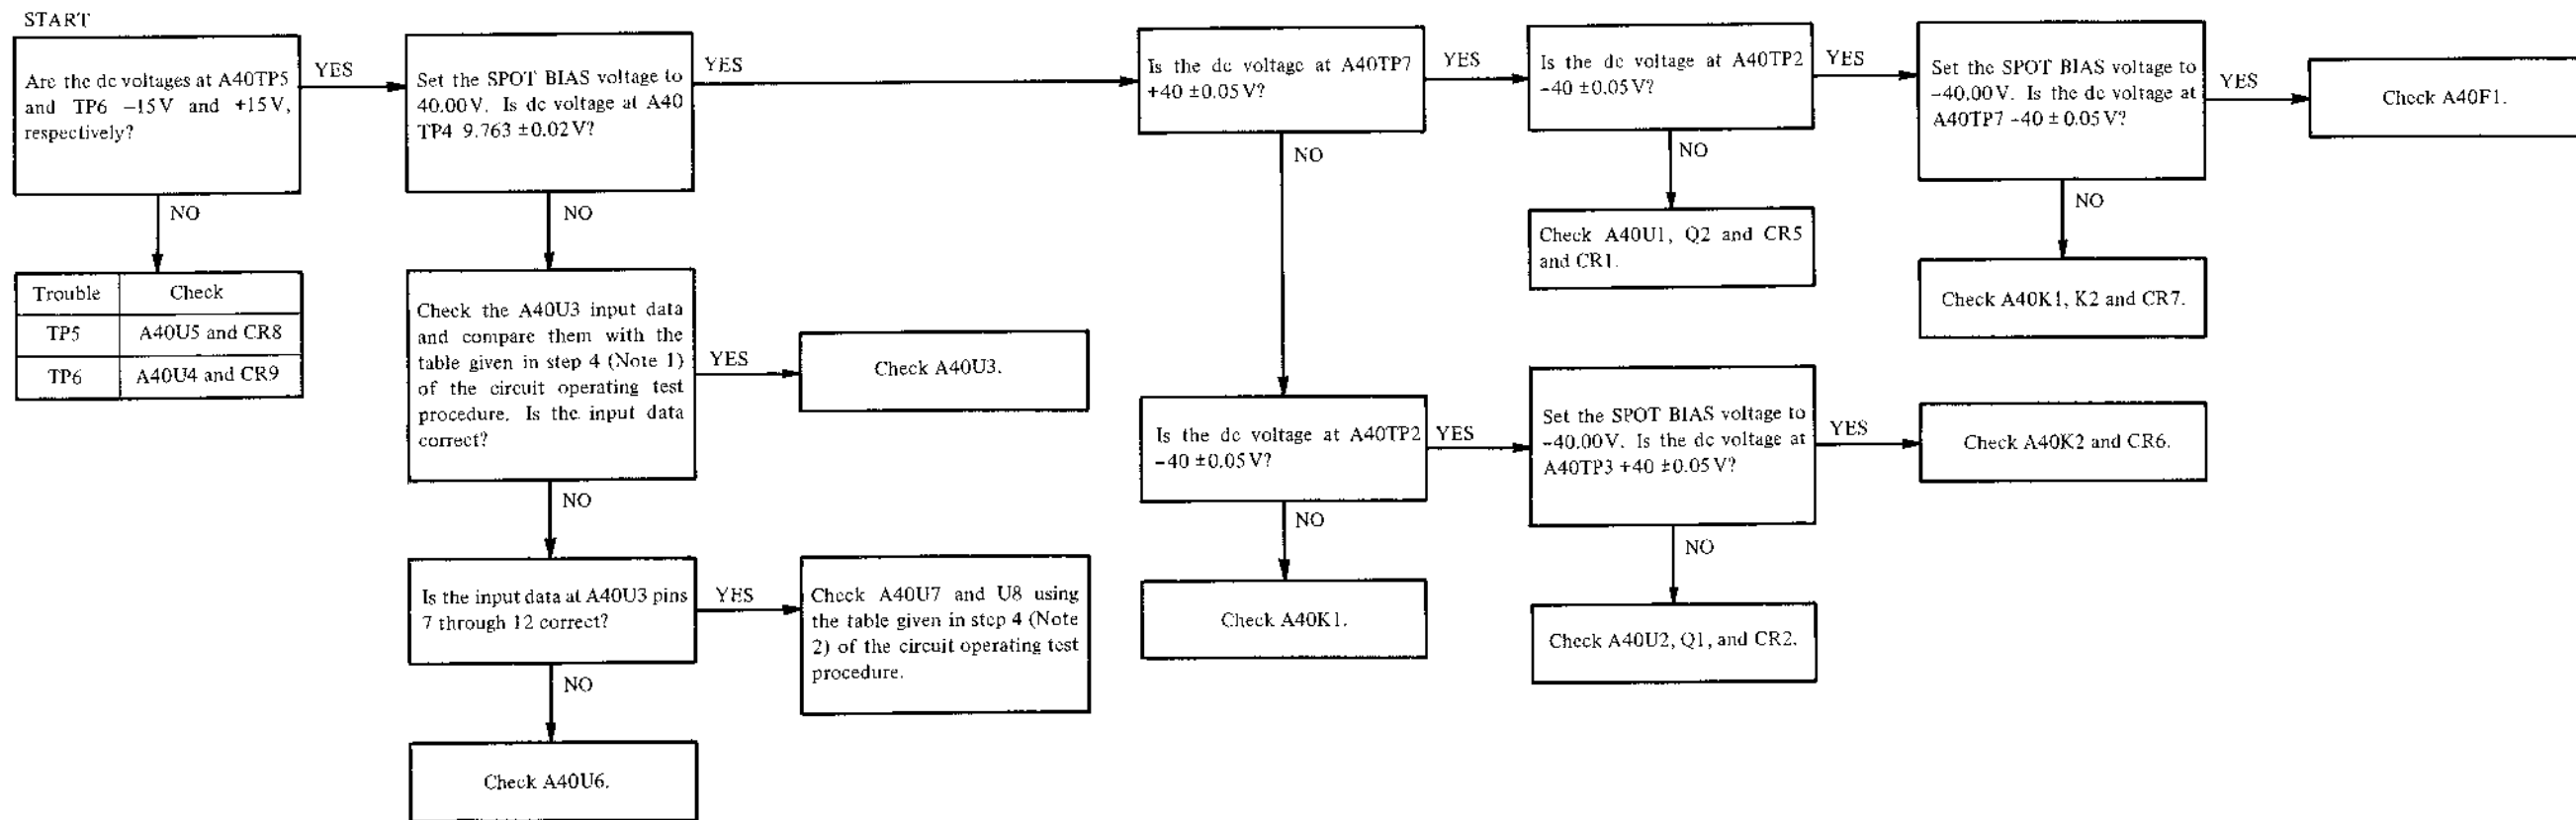 START
Are the dc voltages at A40TP5
and TP6 −15V and +15V,
respectively?
YES
NO
Trouble Check
TP5 A40U5 and CR8
TP6 A40U4 and CR9
Set the SPOT BIAS voltage to
40.00V. Is dc voltage at A40
TP4 9.763 ±0.02V?
YES
NO
Check the A40U3 input data
and compare them with the
table given in step 4 (Note 1)
of the circuit operating test
procedure. Is the input data
correct?
YES
Check A40U3.
NO
Is the input data at A40U3 pins
7 through 12 correct?
YES
Check A40U7 and U8 using
the table given in step 4 (Note
2) of the circuit operating test
procedure.
NO
Check A40U6.
Is the dc voltage at A40TP7
+40 ±0.05V?
YES
NO
Is the dc voltage at A40TP2
−40 ±0.05V?
YES
NO
Check A40U1, Q2 and CR5
and CR1.
Set the SPOT BIAS voltage to
−40.00V. Is the dc voltage at
A40TP7 −40 ± 0.05V?
YES
Check A40F1.
NO
Check A40K1, K2 and CR7.
Is the dc voltage at A40TP2
−40 ±0.05V?
YES
NO
Check A40K1.
Set the SPOT BIAS voltage to
−40.00V. Is the dc voltage at
A40TP3 +40 ±0.05V?
YES
Check A40K2 and CR6.
NO
Check A40U2, Q1, and CR2.